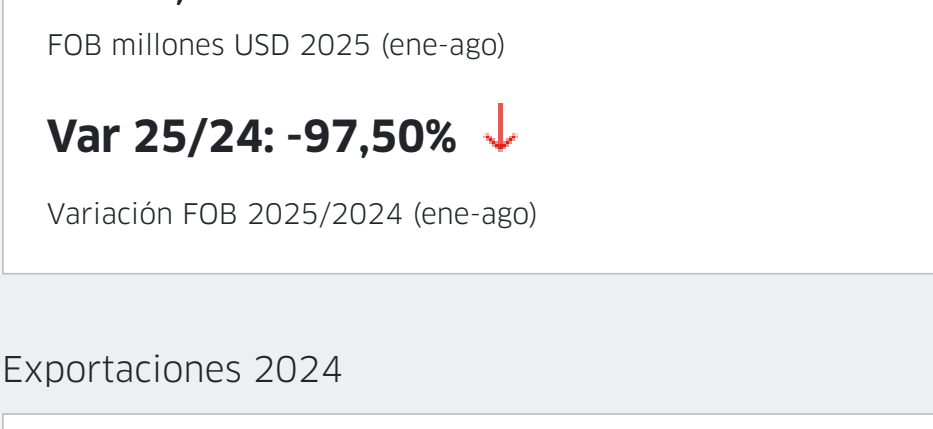 FOB millones USD 2025 (ene-ago)
Var 25/24: -97,50%
Variación FOB 2025/2024 (ene-ago)
Exportaciones 2024